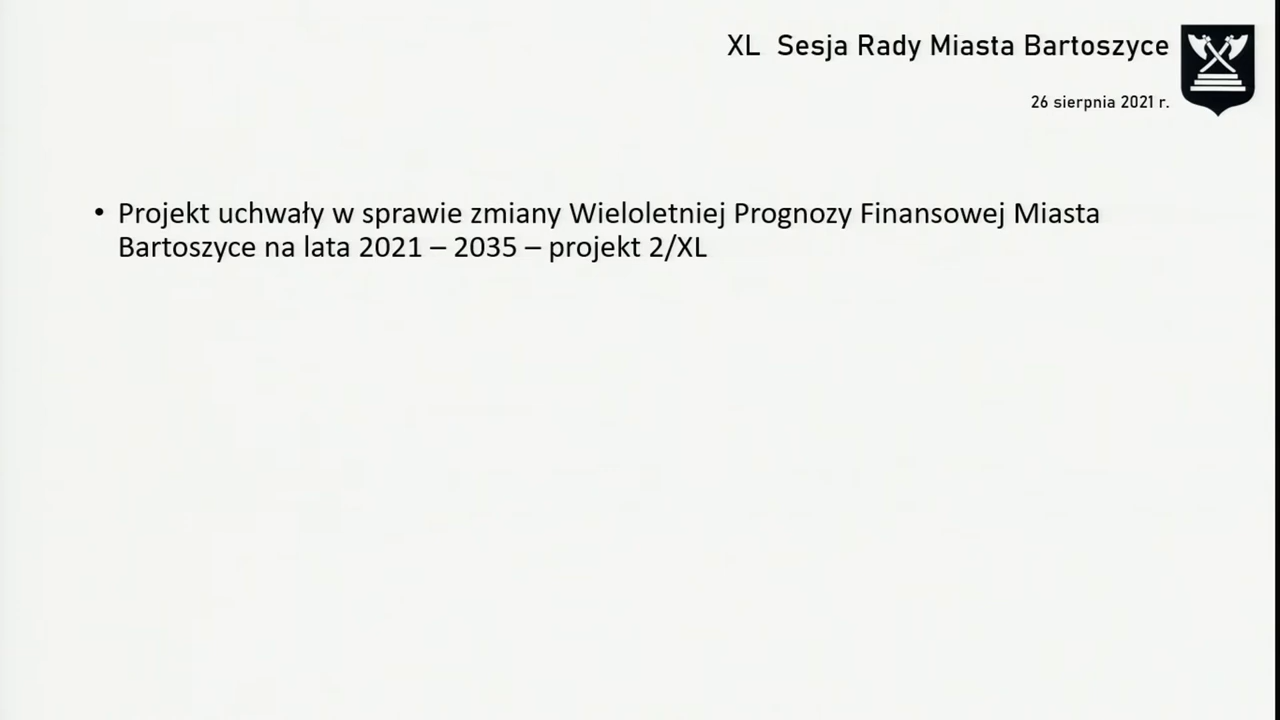 XL Sesja Rady Miasta Bartoszyce
26 sierpnia 2021 r.
• Projekt uchwały w sprawie zmiany Wieloletniej Prognozy Finansowej Miasta
Bartoszyce na lata 2021 – 2035 – projekt 2/XL